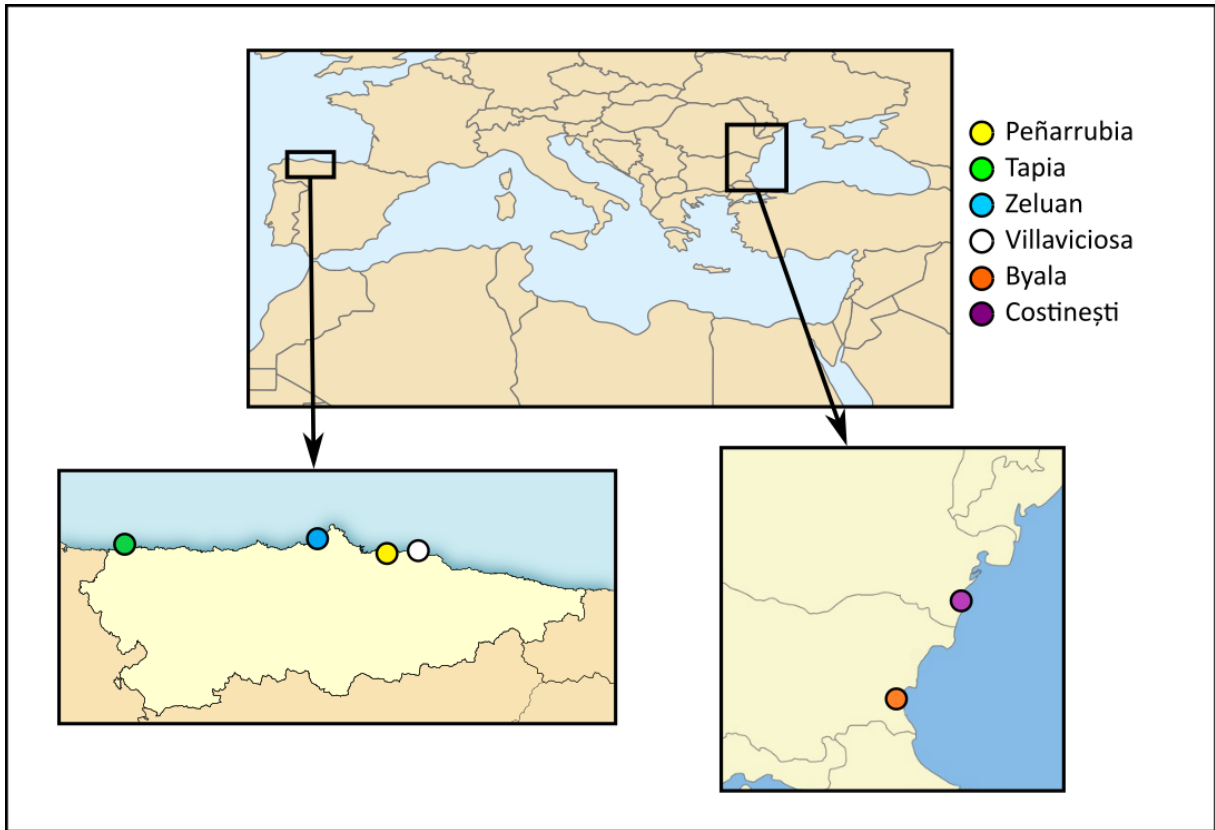 Peñarrubia
Tapia
Zeluan
Villaviciosa
Byala
Costinești